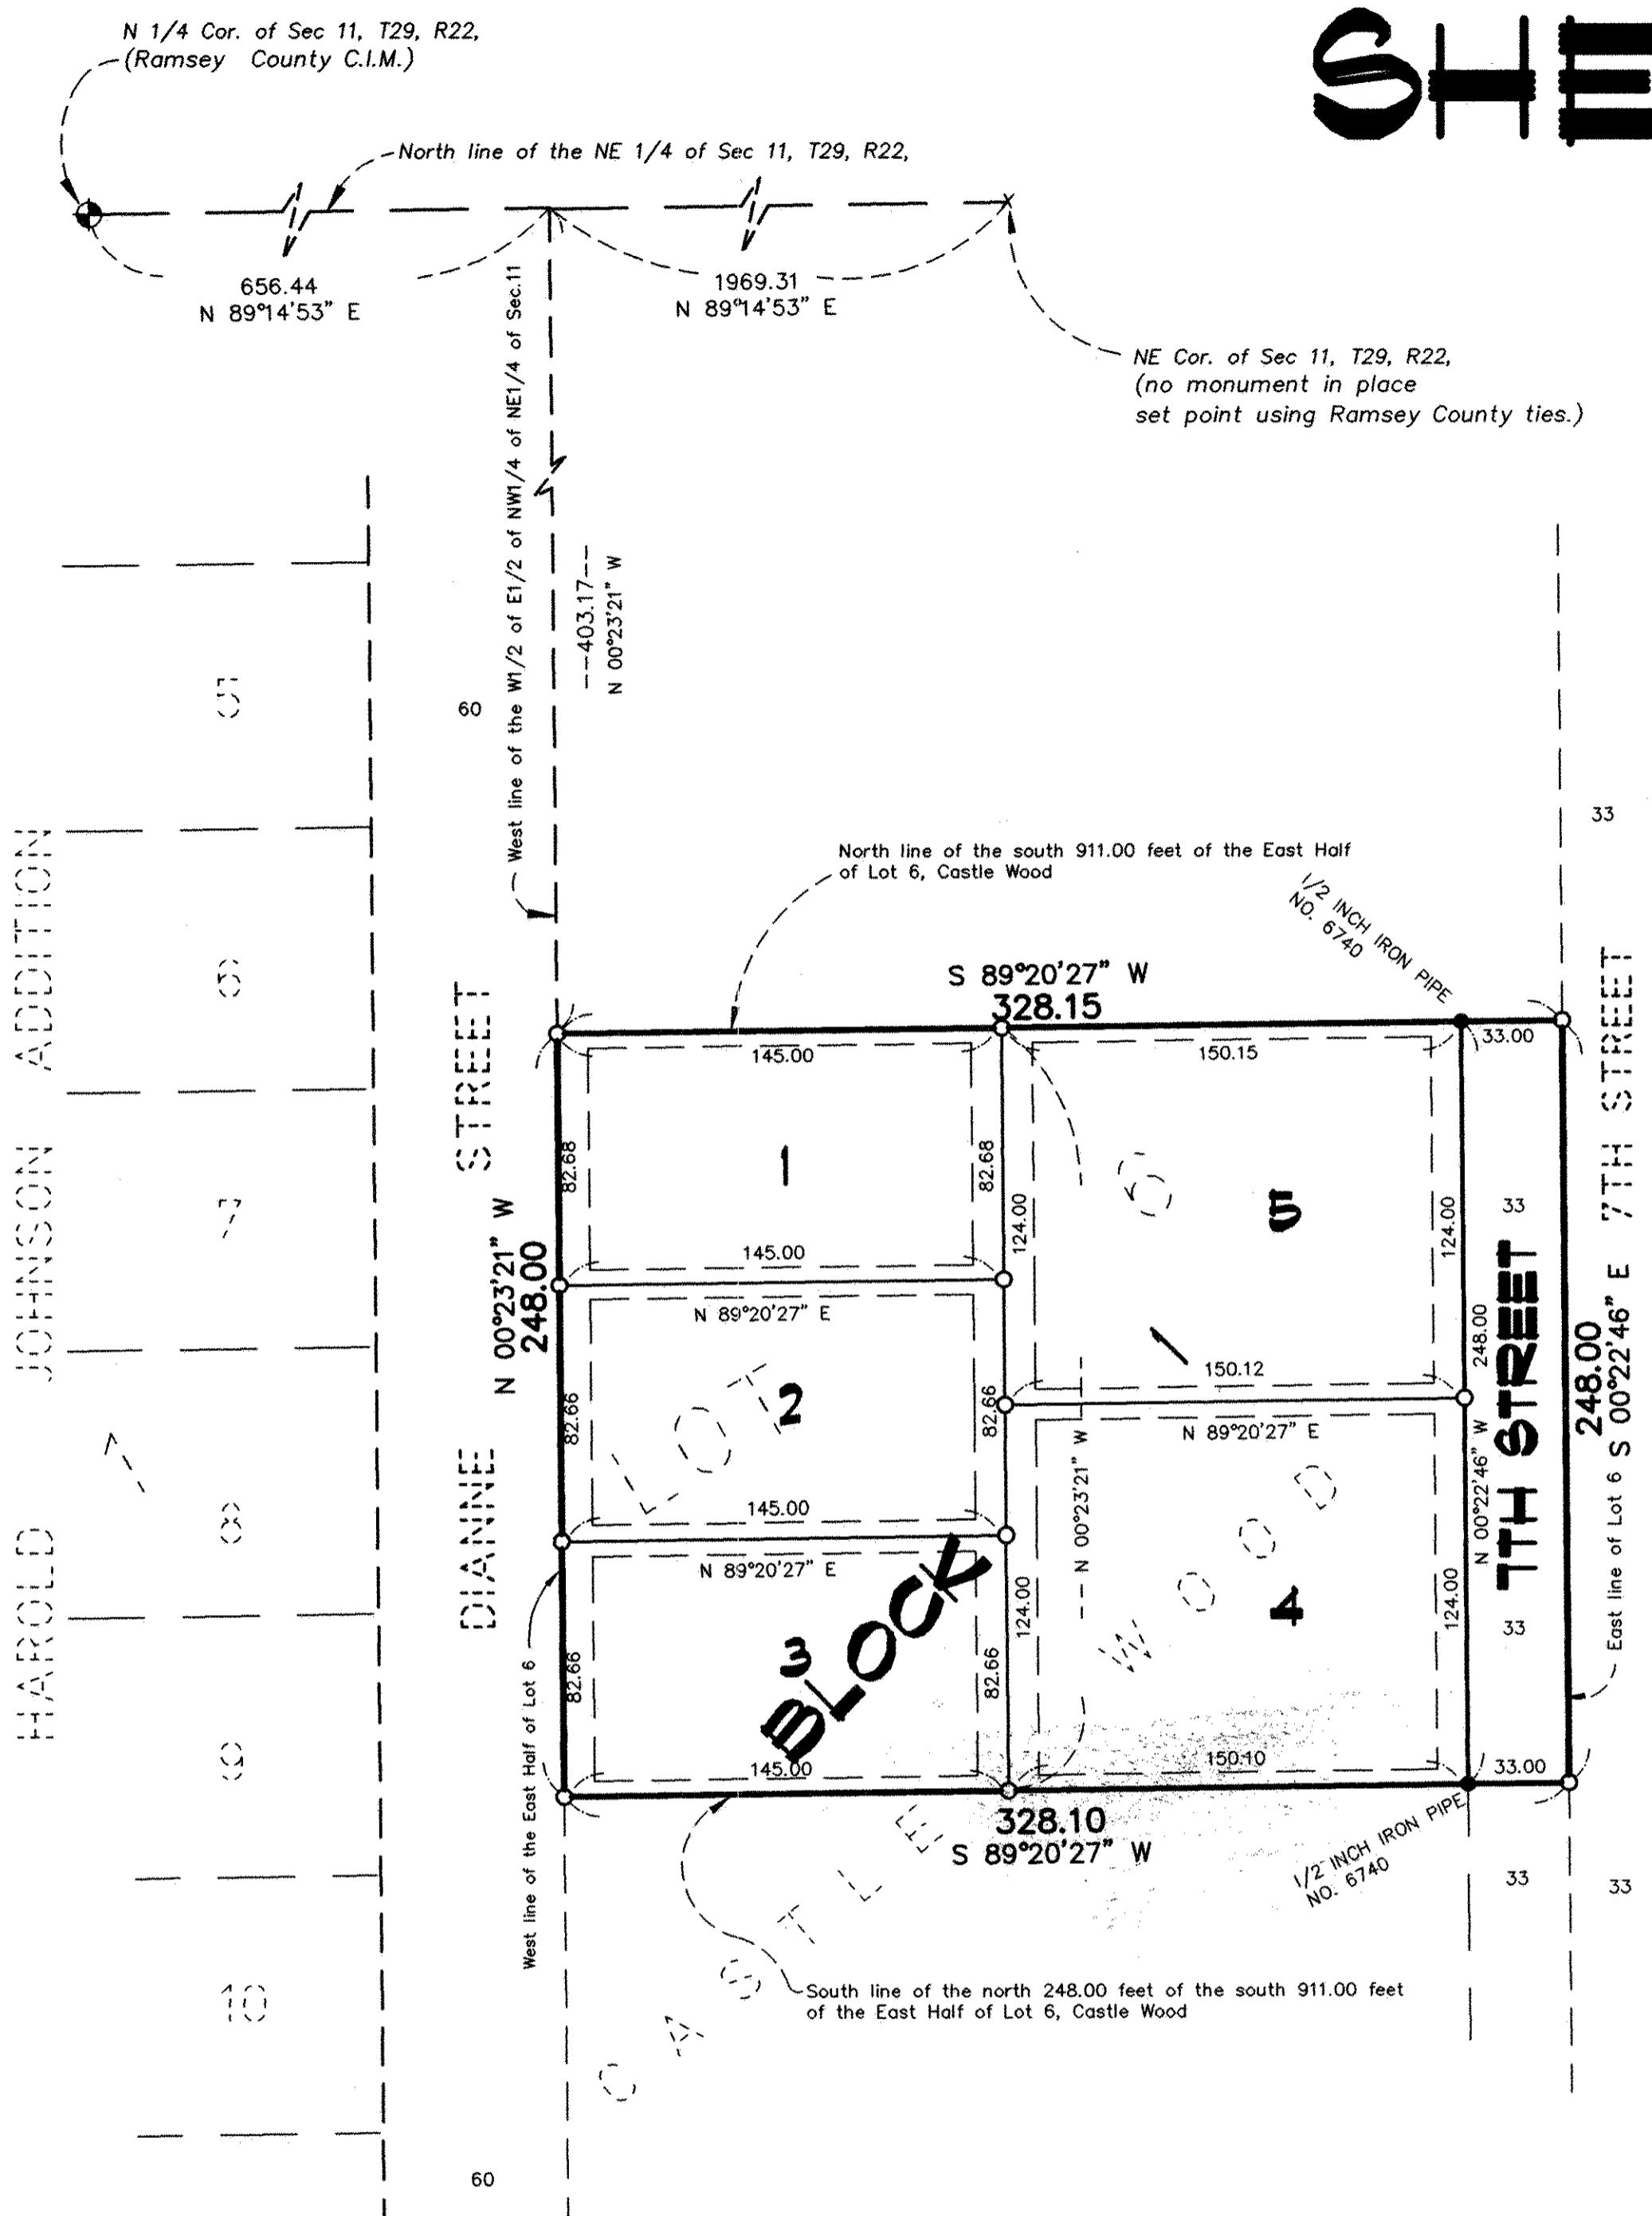 SHE
N 1/4 Cor. of Sec 11, T29, R22,
(Ramsey County C.I.M.)
North line of the NE 1/4 of Sec 11, T29, R22,
656.44
N 89°14'53" E
1969.31
N 89°14'53" E
NE Cor. of Sec 11, T29, R22,
(no monument in place
set point using Ramsey County ties.)
West line of the W1/2 of E1/2 of NW1/4 of NE1/4 of Sec.11
--403.17--
N 00°23'21" W
60
33
5
6
7
8
9
10
1
HAROLD JOHNSON ADDITION
DIANNE STREET
North line of the south 911.00 feet of the East Half
of Lot 6, Castle Wood
1/2 INCH IRON PIPE
NO. 6740
S 89°20'27" W
328.15
145.00
150.15
33.00
82.68
1
82.68
124.00
6
5
124.00
33
7TH STREET
N 00°23'21" W
248.00
145.00
N 89°20'27" E
82.66
LOT
2
82.66
1
150.12
N 89°20'27" E
248.00
N 00°22'46" W
7TH STREET
248.00
S 00°22'46" E
145.00
N 89°20'27" E
BLOCK
3
82.66
82.66
124.00
--N 00°23'21" W
4
124.00
33
East line of Lot 6
West line of the East Half of Lot 6
145.00
150.10
33.00
328.10
S 89°20'27" W
1/2 INCH IRON PIPE
NO. 6740
33
33
CASTLE WOOD
South line of the north 248.00 feet of the south 911.00 feet
of the East Half of Lot 6, Castle Wood
60